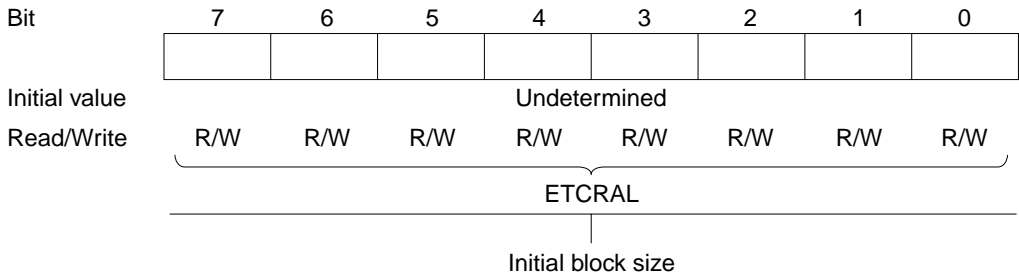 Bit 7 6 5 4 3 2 1 0
Initial value Undetermined
Read/Write R/W R/W R/W R/W R/W R/W R/W R/W
ETCRAL
Initial block size